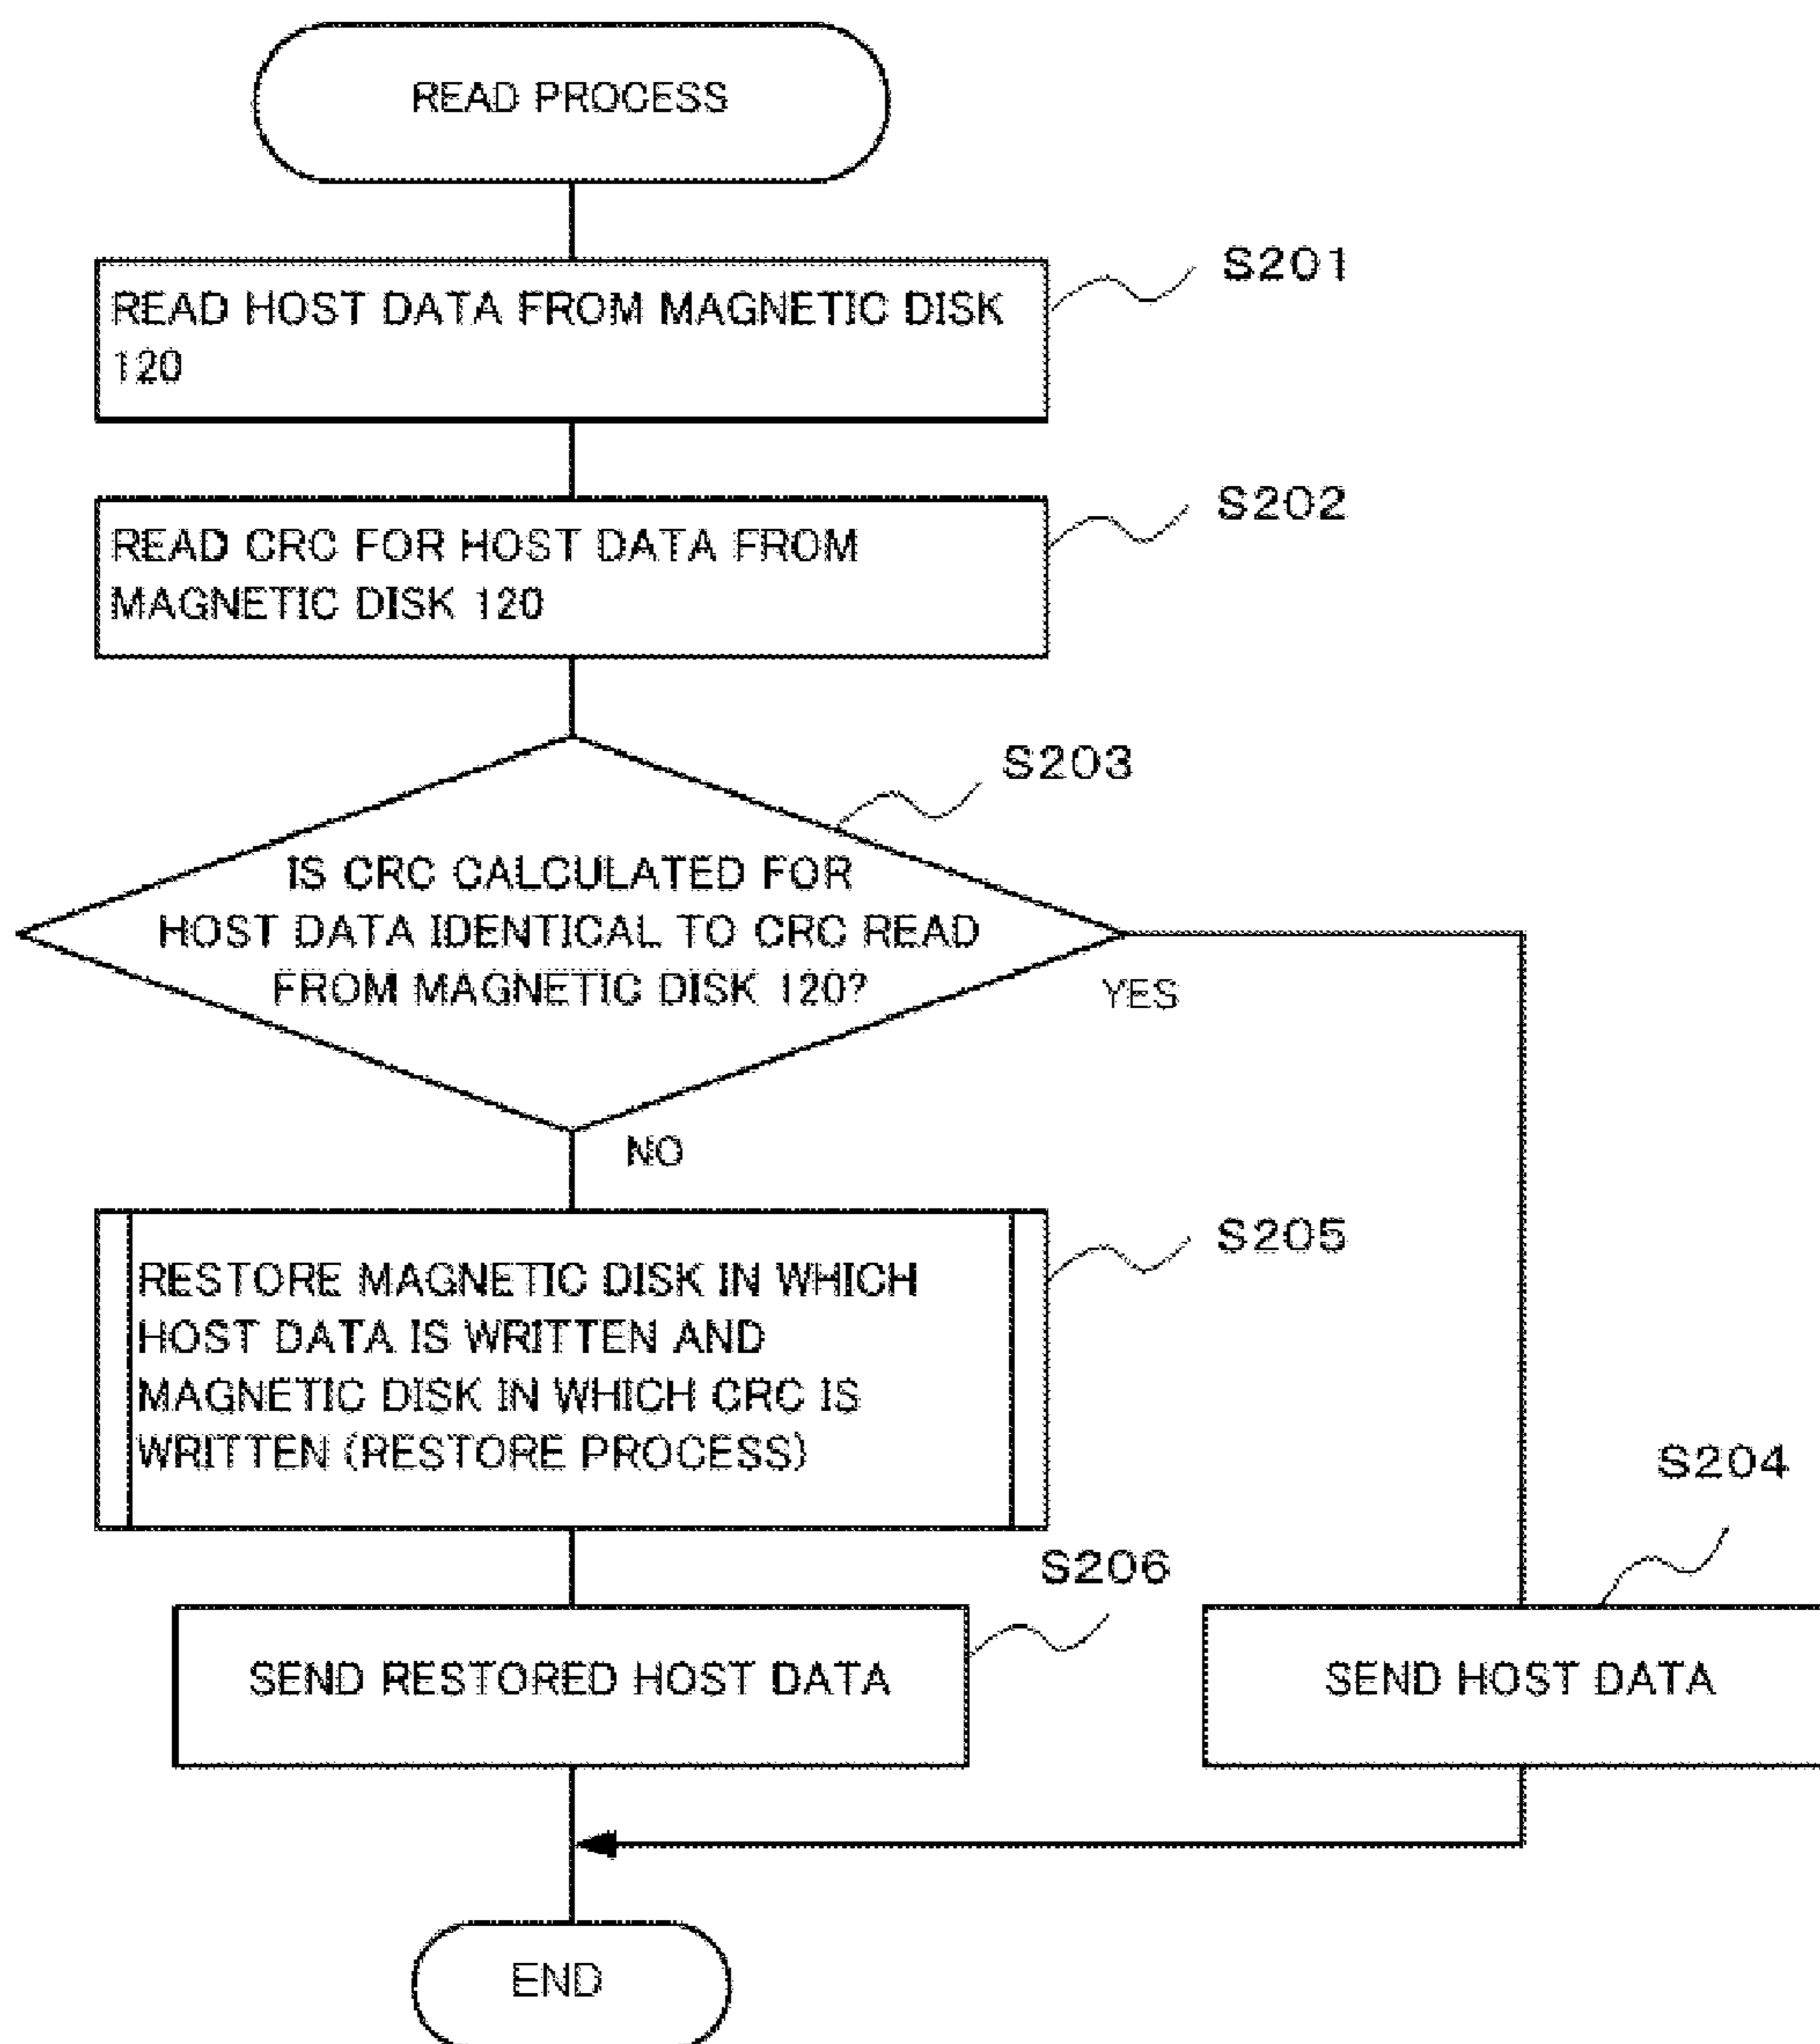 READ PROCESS
S201
READ HOST DATA FROM MAGNETIC DISK
120
S202
READ CRC FOR HOST DATA FROM
MAGNETIC DISK 120
S203
IS CRC CALCULATED FOR
HOST DATA IDENTICAL TO CRC READ
FROM MAGNETIC DISK 120?
YES
NO
S205
RESTORE MAGNETIC DISK IN WHICH
HOST DATA IS WRITTEN AND
MAGNETIC DISK IN WHICH CRC IS
WRITTEN (RESTORE PROCESS)
S204
S206
SEND RESTORED HOST DATA
SEND HOST DATA
END